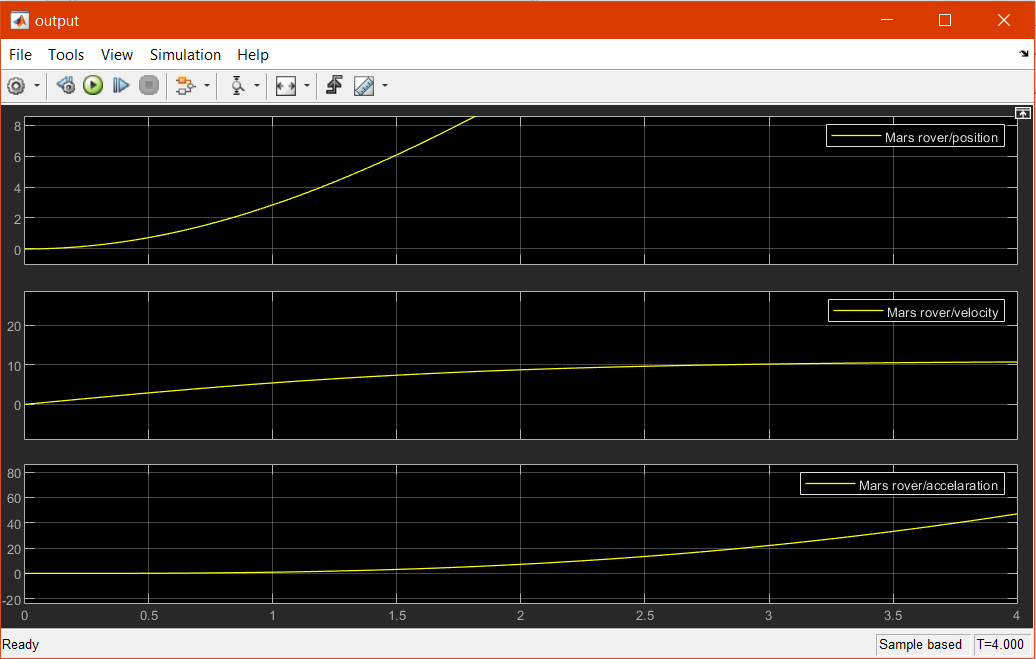 output
File Tools View Simulation Help
Mars rover/position
8
6
4
2
0
Mars rover/velocity
20
10
0
Mars rover/accelaration
80
60
40
20
0
-20
0 0.5 1 1.5 2 2.5 3 3.5 4
Ready Sample based T=4.000